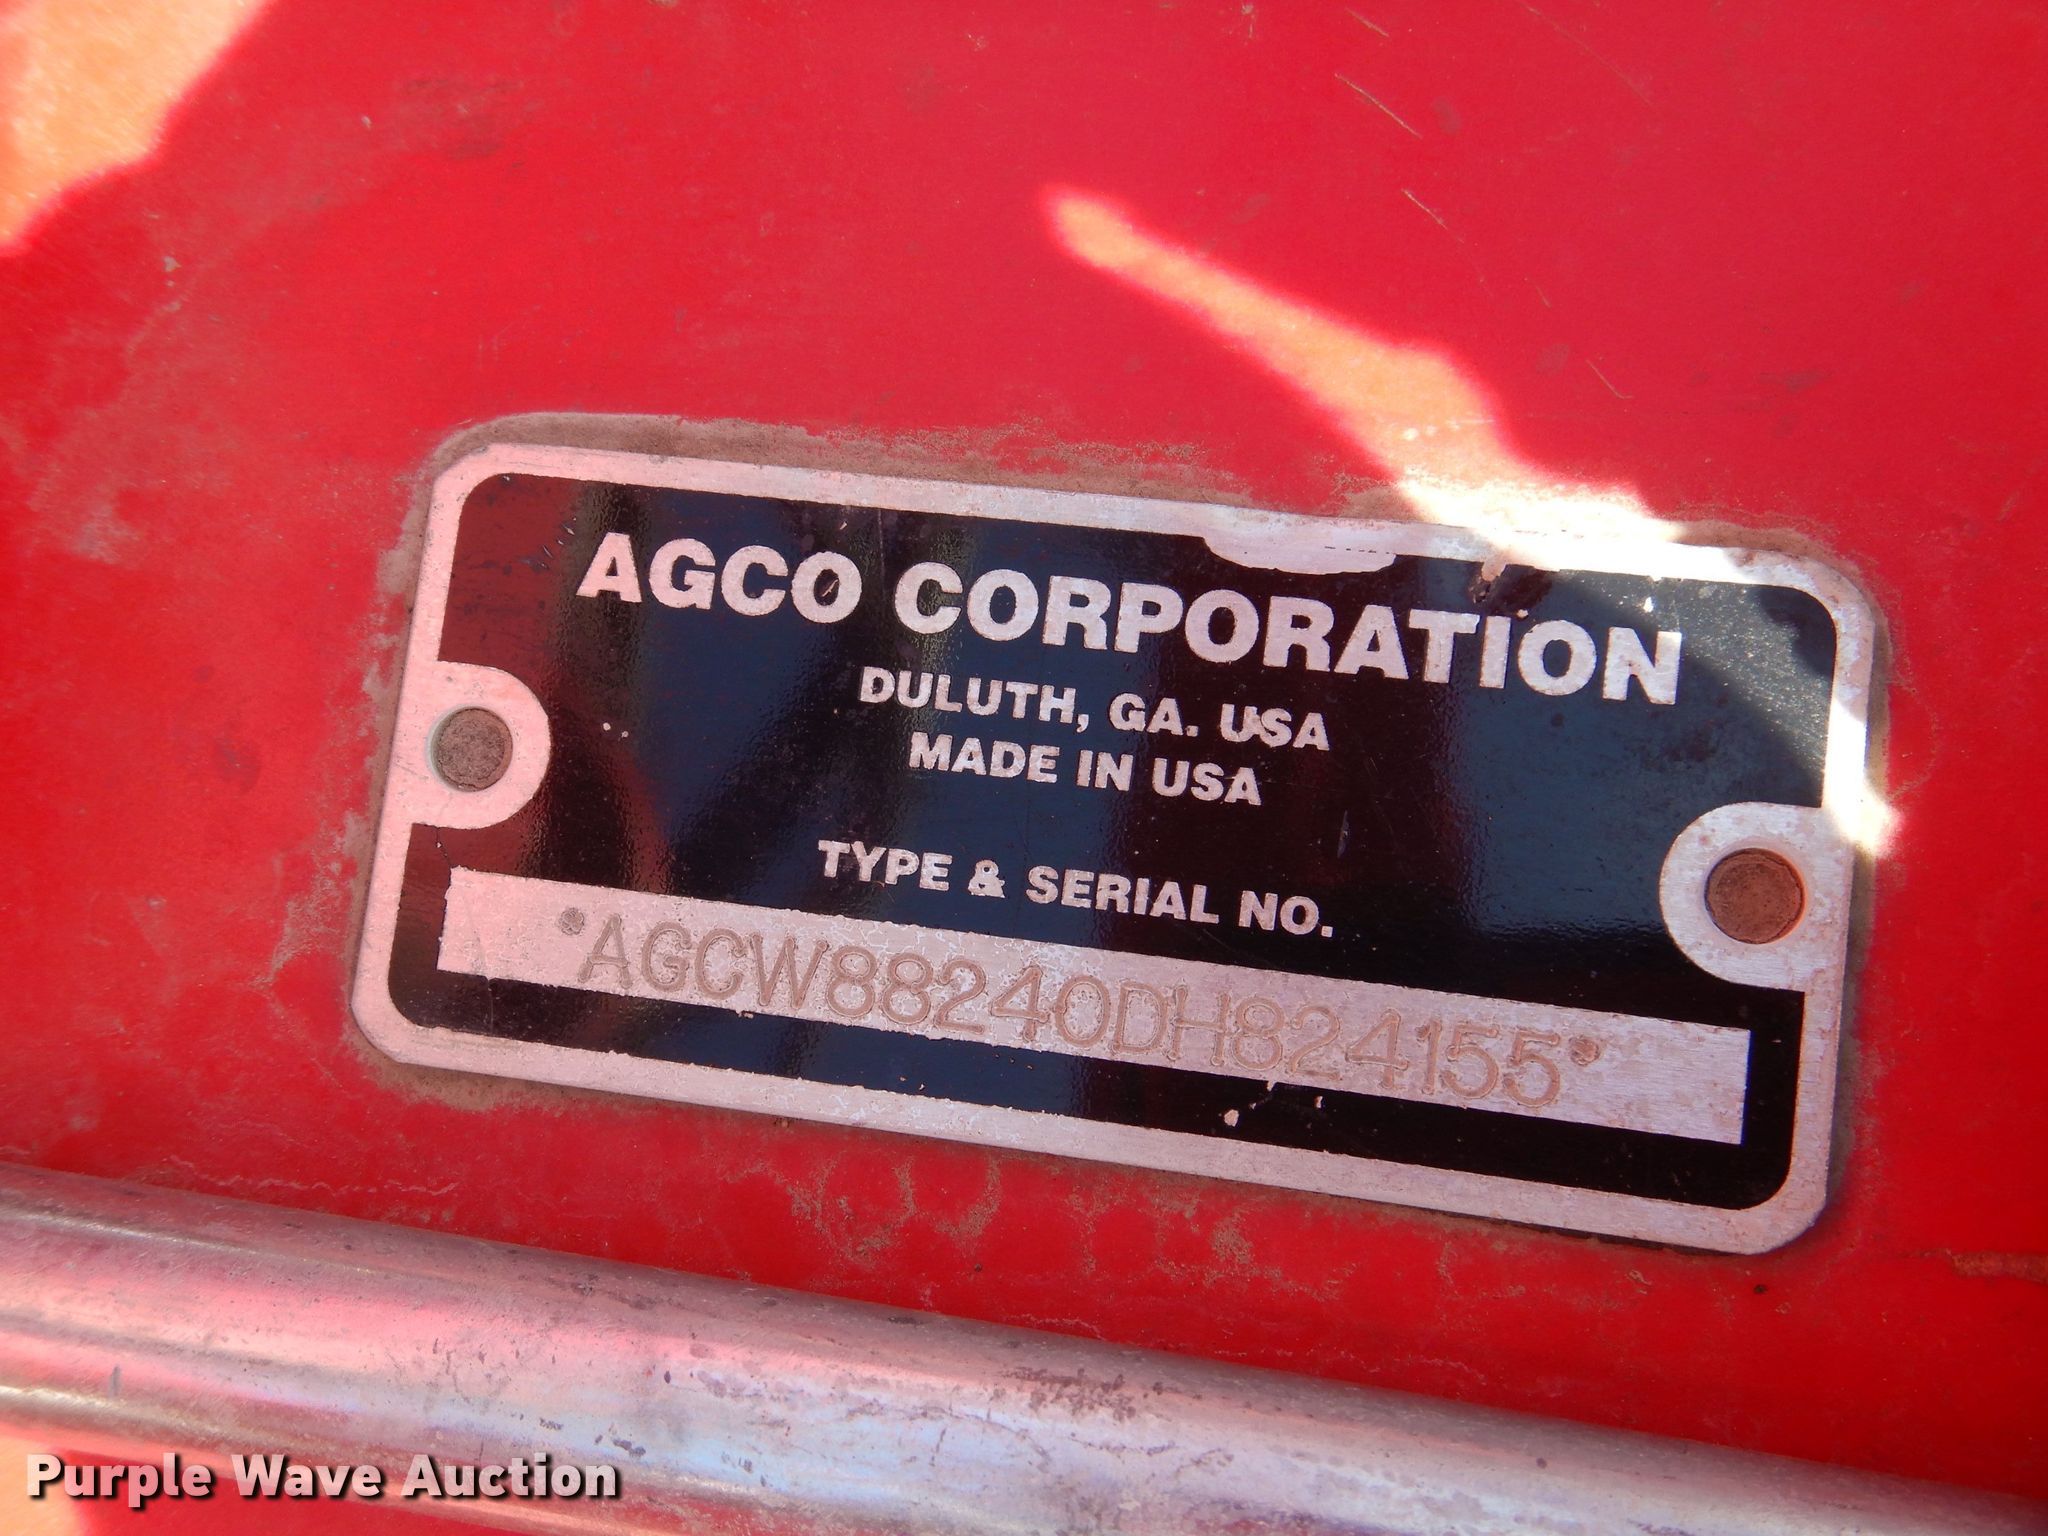 AGCO CORPORATION
DULUTH, GA. USA
MADE IN USA
TYPE & SERIAL NO.
*AGCW88240DH824155*
Purple Wave Auction